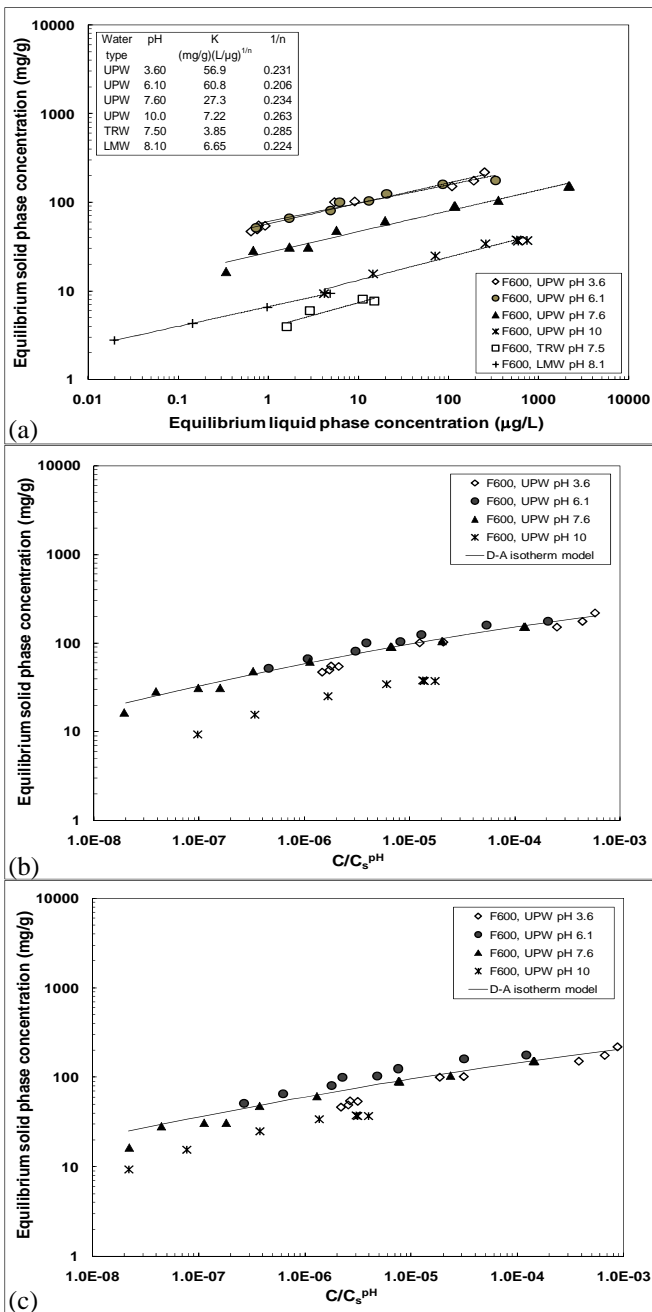 Equilibrium solid phase concentration (mg/g)
10000
1000
100
10
1
Water pH K 1/n
type (mg/g)(L/µg)1/n
UPW 3.60 56.9 0.231
UPW 6.10 60.8 0.206
UPW 7.60 27.3 0.234
UPW 10.0 7.22 0.263
TRW 7.50 3.85 0.285
LMW 8.10 6.65 0.224
F600, UPW pH 3.6
F600, UPW pH 6.1
F600, UPW pH 7.6
F600, UPW pH 10
F600, TRW pH 7.5
F600, LMW pH 8.1
0.01 0.1 1 10 100 1000 10000
Equilibrium liquid phase concentration (µg/L)
(a)
Equilibrium solid phase concentration (mg/g)
10000
1000
100
10
1
F600, UPW pH 3.6
F600, UPW pH 6.1
F600, UPW pH 7.6
F600, UPW pH 10
D-A isotherm model
1.0E-08 1.0E-07 1.0E-06 1.0E-05 1.0E-04 1.0E-03
C/CspH
(b)
Equilibrium solid phase concentration (mg/g)
10000
1000
100
10
1
F600, UPW pH 3.6
F600, UPW pH 6.1
F600, UPW pH 7.6
F600, UPW pH 10
D-A isotherm model
1.0E-08 1.0E-07 1.0E-06 1.0E-05 1.0E-04 1.0E-03
C/CspH
(c)